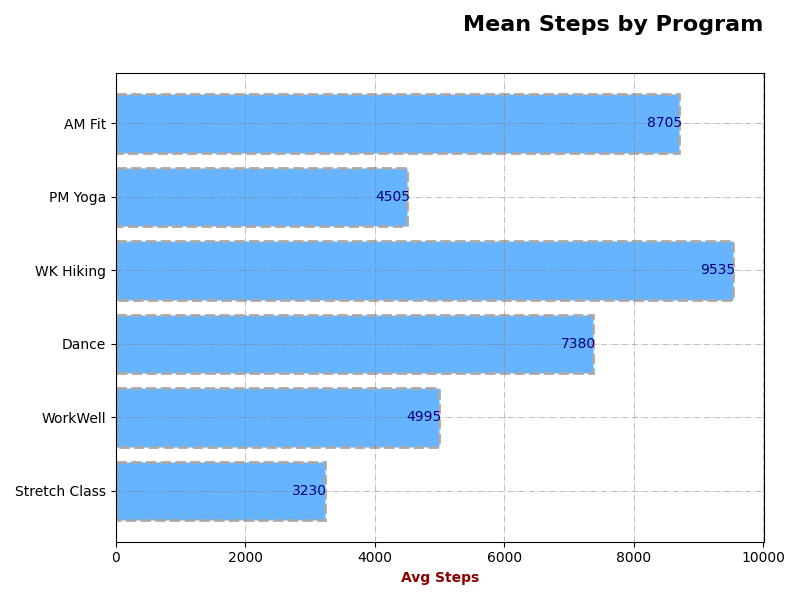 Mean Steps by Program
AM Fit
8705
PM Yoga
4505
WK Hiking
9535
Dance
7380
WorkWell
4995
Stretch Class
3230
0 2000 4000 6000 8000 10000
Avg Steps